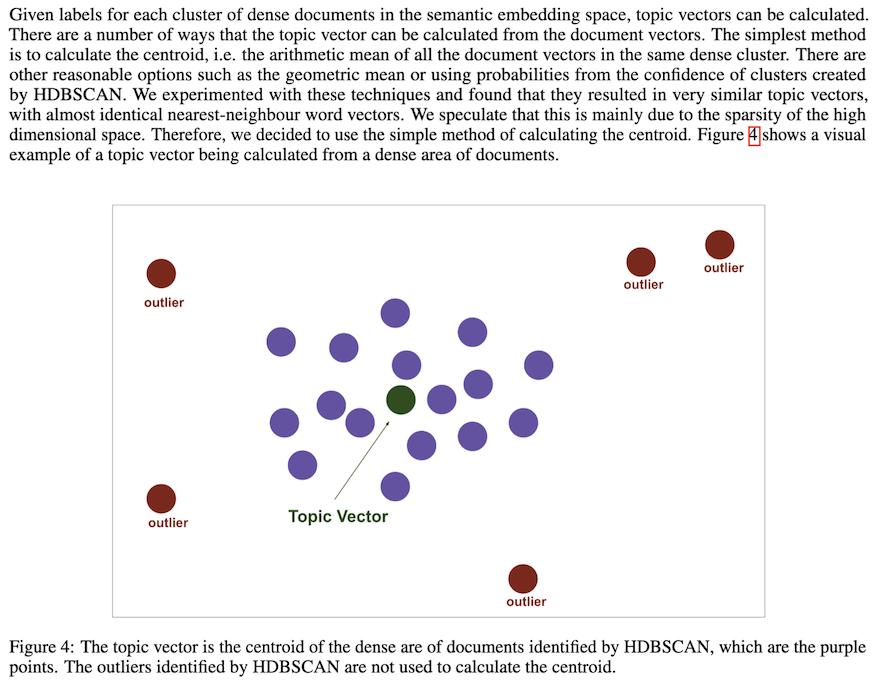 Given labels for each cluster of dense documents in the semantic embedding space, topic vectors can be calculated.
There are a number of ways that the topic vector can be calculated from the document vectors. The simplest method
is to calculate the centroid, i.e. the arithmetic mean of all the document vectors in the same dense cluster. There are
other reasonable options such as the geometric mean or using probabilities from the confidence of clusters created
by HDBSCAN. We experimented with these techniques and found that they resulted in very similar topic vectors,
with almost identical nearest-neighbour word vectors. We speculate that this is mainly due to the sparsity of the high
dimensional space. Therefore, we decided to use the simple method of calculating the centroid. Figure 4 shows a visual
example of a topic vector being calculated from a dense area of documents.
outlier
outlier
outlier
outlier
Topic Vector
outlier
Figure 4: The topic vector is the centroid of the dense are of documents identified by HDBSCAN, which are the purple
points. The outliers identified by HDBSCAN are not used to calculate the centroid.